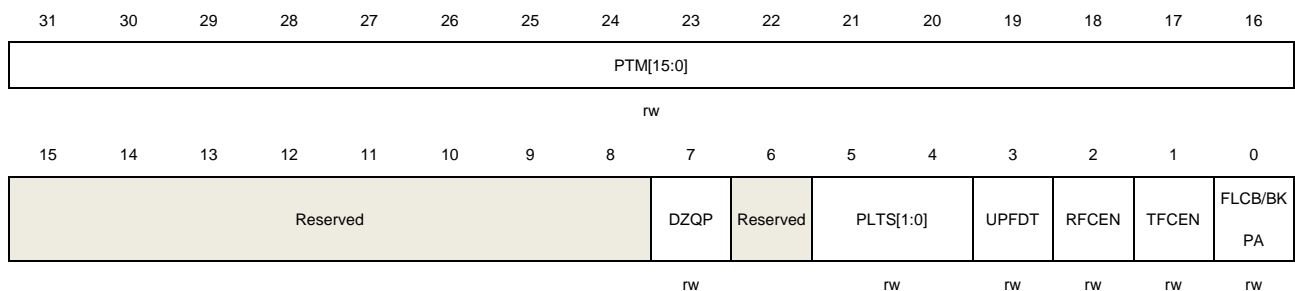 31 30 29 28 27 26 25 24 23 22 21 20 19 18 17 16
PTM[15:0]
rw
15 14 13 12 11 10 9 8 7 6 5 4 3 2 1 0
Reserved DZQP Reserved PLTS[1:0] UPFDT RFCEN TFCEN FLCB/BK
PA
rw rw rw rw rw rw